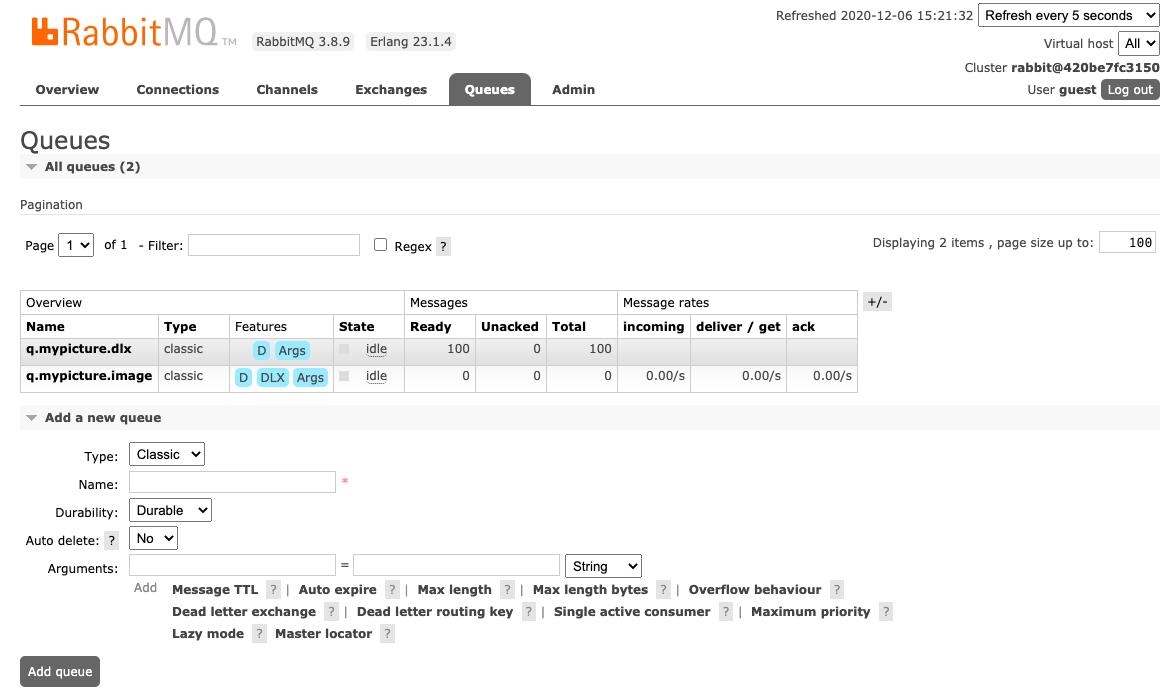 Refreshed 2020-12-06 15:21:32 Refresh every 5 seconds
RabbitMQ TM RabbitMQ 3.8.9 Erlang 23.1.4
Virtual host All
Cluster rabbit@420be7fc3150
User guest Log out
Overview Connections Channels Exchanges Queues Admin
Queues
All queues (2)
Pagination
Page 1 of 1 - Filter: Regex ? Displaying 2 items , page size up to: 100
Overview Messages Message rates +/-
Name Type Features State Ready Unacked Total incoming deliver / get ack
q.mypicture.dlx classic D Args idle 100 0 100
q.mypicture.image classic D DLX Args idle 0 0 0 0.00/s 0.00/s 0.00/s
Add a new queue
Type: Classic
Name: *
Durability: Durable
Auto delete: ? No
Arguments: = String
Add Message TTL ? | Auto expire ? | Max length ? | Max length bytes ? | Overflow behaviour ?
Dead letter exchange ? | Dead letter routing key ? | Single active consumer ? | Maximum priority ?
Lazy mode ? Master locator ?
Add queue